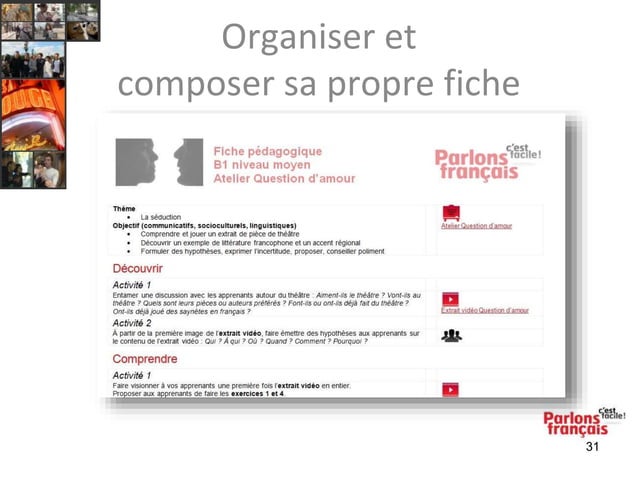 Organiser et
composer sa propre fiche
Fiche pédagogique
B1 niveau moyen
Atelier Question d'amour
c'est facile!
Parlons
français
Thème
• La séduction
Objectif (communicatifs, socioculturels, linguistiques)
• Comprendre et jouer un extrait de pièce de théâtre
• Découvrir un exemple de littérature francophone et un accent régional
• Formuler des hypothèses, exprimer l'incertitude, proposer, conseiller poliment
Atelier Question d'amour
Découvrir
Activité 1
Entamer une discussion avec les apprenants autour du théâtre : Aiment-ils le théâtre ? Vont-ils au
théâtre ? Quels sont leurs pièces ou auteurs préférés ? Font-ils ou ont-ils déjà fait du théâtre ?
Ont-ils déjà joué des saynètes en français ?
Extrait vidéo Question d'amour
Activité 2
À partir de la première image de l'extrait vidéo, faire émettre des hypothèses aux apprenants sur
le contenu de l'extrait vidéo : Qui ? À qui ? Où ? Quand ? Comment ? Pourquoi ?
Comprendre
Activité 1
Faire visionner à vos apprenants une première fois l'extrait vidéo en entier.
Proposer aux apprenants de faire les exercices 1 et 4.
c'est facile!
Parlons
français
31